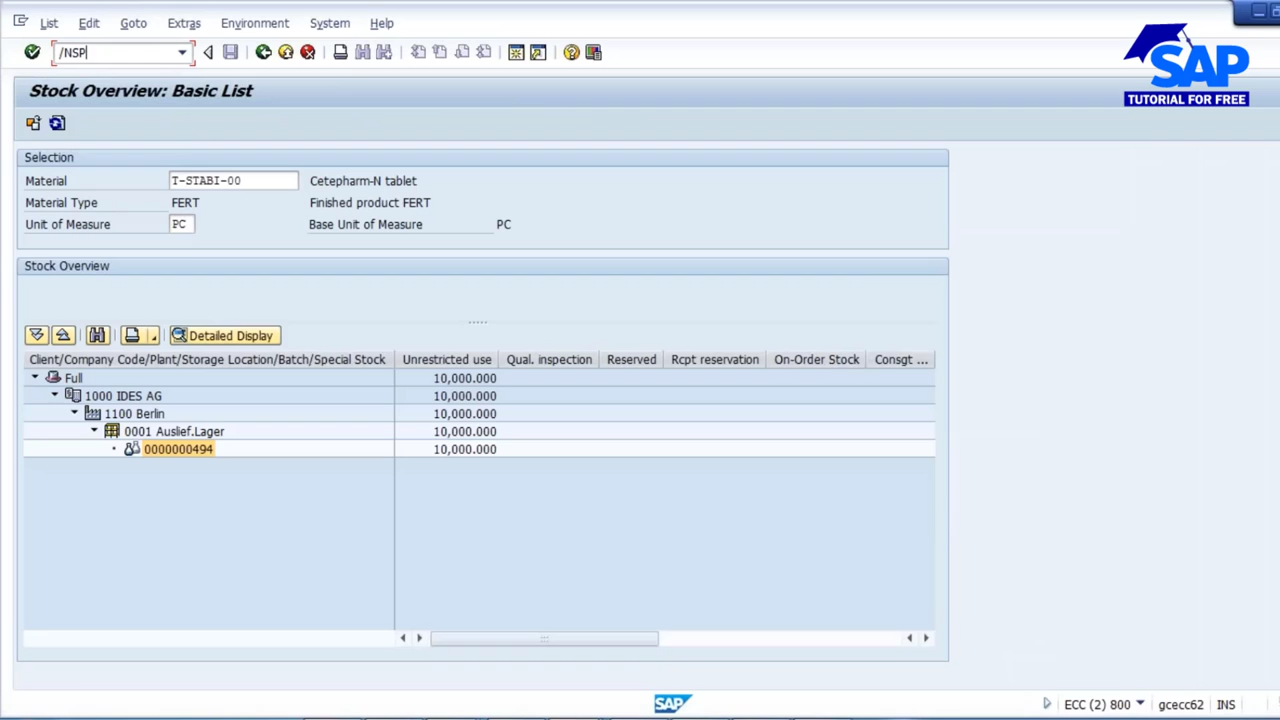 List Edit Goto Extras Environment System Help
/NSP
SAP
TUTORIAL FOR FREE
Stock Overview: Basic List
Selection
Material T-STABI-00 Cetepharm-N tablet
Material Type FERT Finished product FERT
Unit of Measure PC Base Unit of Measure PC
Stock Overview
Detailed Display
Client/Company Code/Plant/Storage Location/Batch/Special Stock Unrestricted use Qual. inspection Reserved Rcpt reservation On-Order Stock Consgt ...
Full 10,000.000
1000 IDES AG 10,000.000
1100 Berlin 10,000.000
0001 Auslief.Lager 10,000.000
0000000494 10,000.000
SAP ECC (2) 800 gcecc62 INS